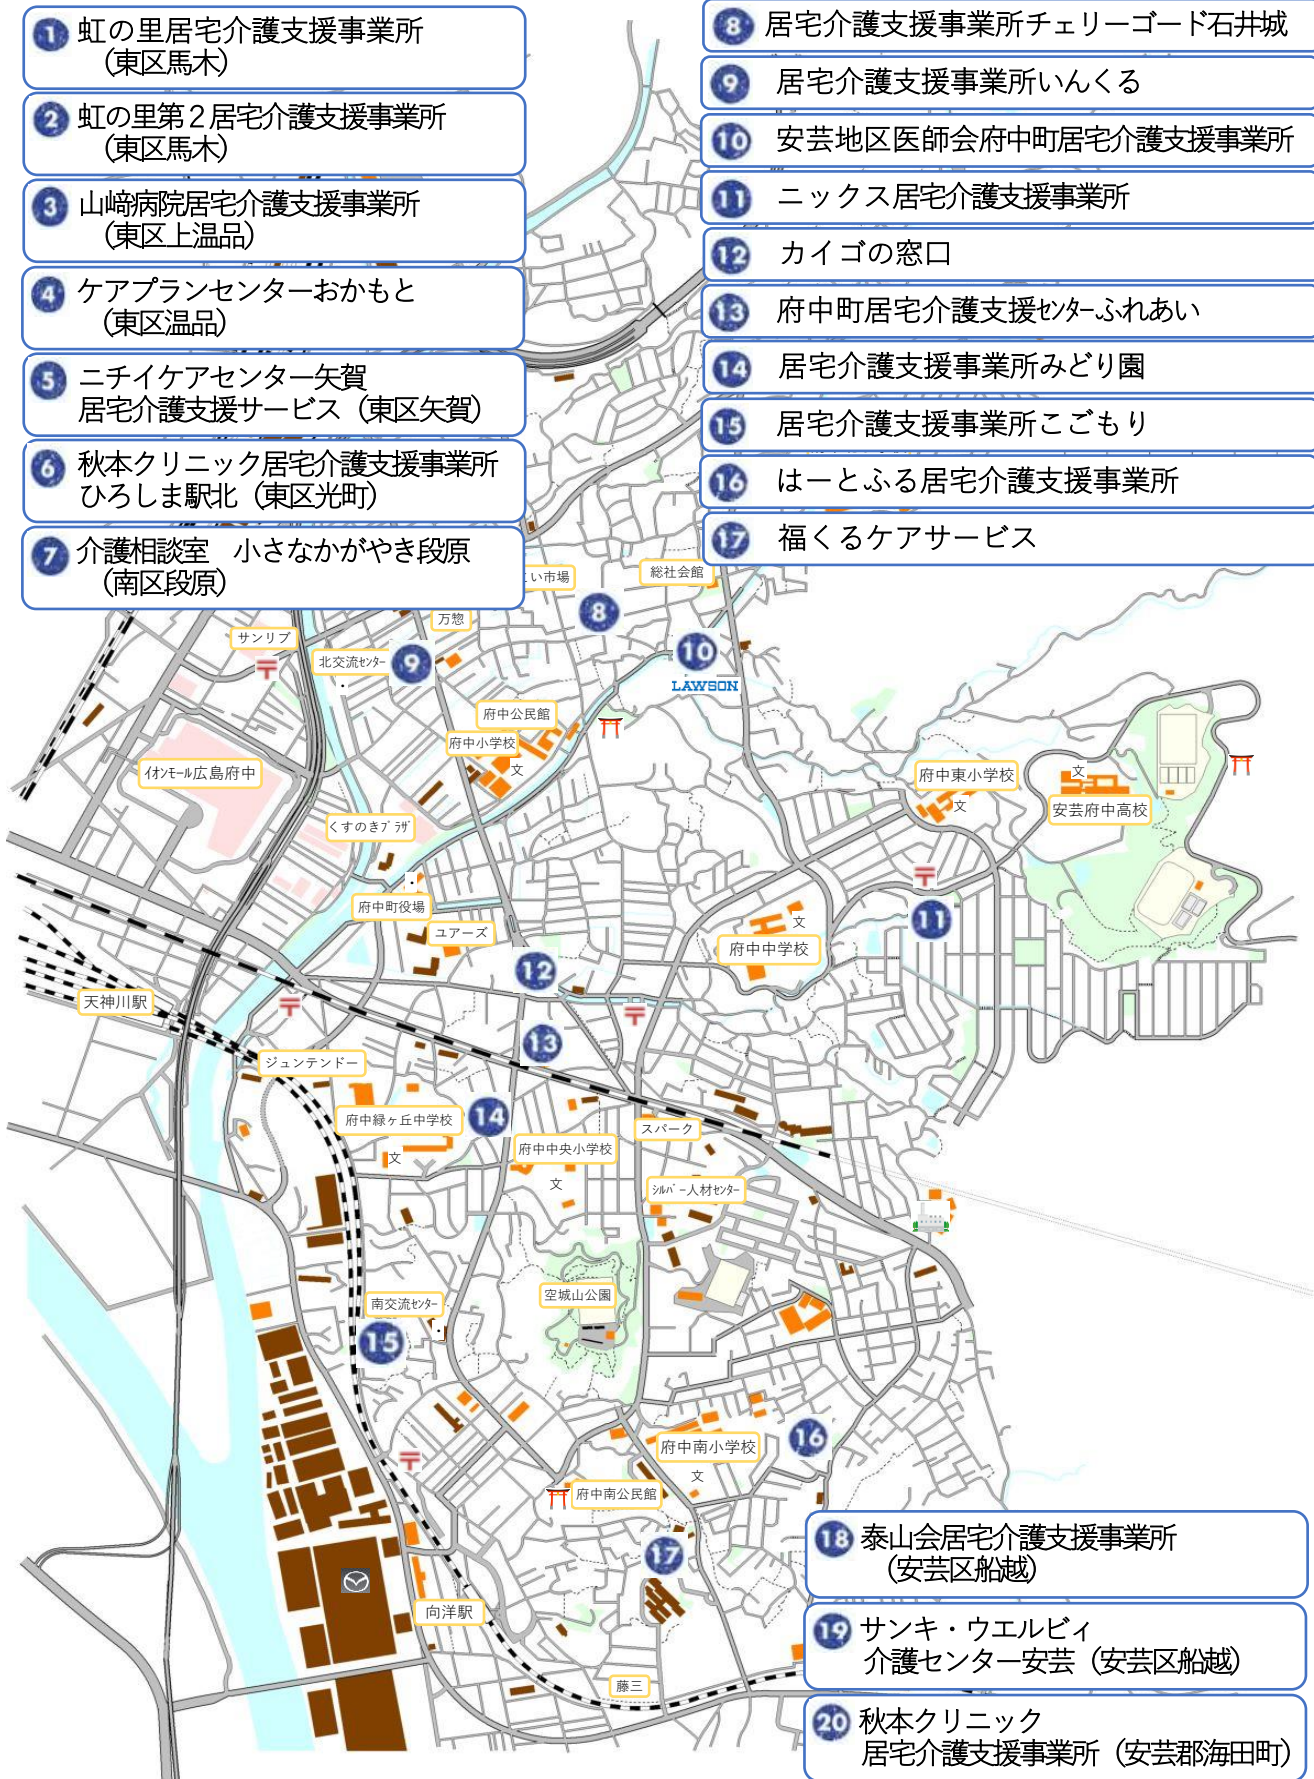 1 虹の里居宅介護支援事業所
（東区馬木）
2 虹の里第２居宅介護支援事業所
（東区馬木）
3 山﨑病院居宅介護支援事業所
（東区上温品）
4 ケアプランセンターおかもと
（東区温品）
5 ニチイケアセンター矢賀
居宅介護支援サービス（東区矢賀）
6 秋本クリニック居宅介護支援事業所
ひろしま駅北（東区光町）
7 介護相談室　小さなかがやき段原
（南区段原）
8 居宅介護支援事業所チェリーゴード石井城
9 居宅介護支援事業所いんくる
10 安芸地区医師会府中町居宅介護支援事業所
11 ニックス居宅介護支援事業所
12 カイゴの窓口
13 府中町居宅介護支援ｾﾝﾀｰふれあい
14 居宅介護支援事業所みどり園
15 居宅介護支援事業所こごもり
16 はーとふる居宅介護支援事業所
17 福くるケアサービス
い市場
総社会館
8
万惣
サンリブ
北交流ｾﾝﾀｰ
9
10
LAWSON
府中公民館
府中小学校
文
イオンモール広島府中
府中東小学校
文
文
安芸府中高校
くすのきﾌﾟﾗｻﾞ
府中町役場
ユアーズ
11
文
府中中学校
12
天神川駅
13
ジュンテンドー
府中緑ヶ丘中学校
14
文
スパーク
府中中央小学校
文
ｼﾙﾊﾞｰ人材ｾﾝﾀｰ
空城山公園
南交流ｾﾝﾀｰ
15
16
府中南小学校
文
府中南公民館
17
向洋駅
藤三
18 泰山会居宅介護支援事業所
（安芸区船越）
19 サンキ・ウエルビィ
介護センター安芸（安芸区船越）
20 秋本クリニック
居宅介護支援事業所（安芸郡海田町）